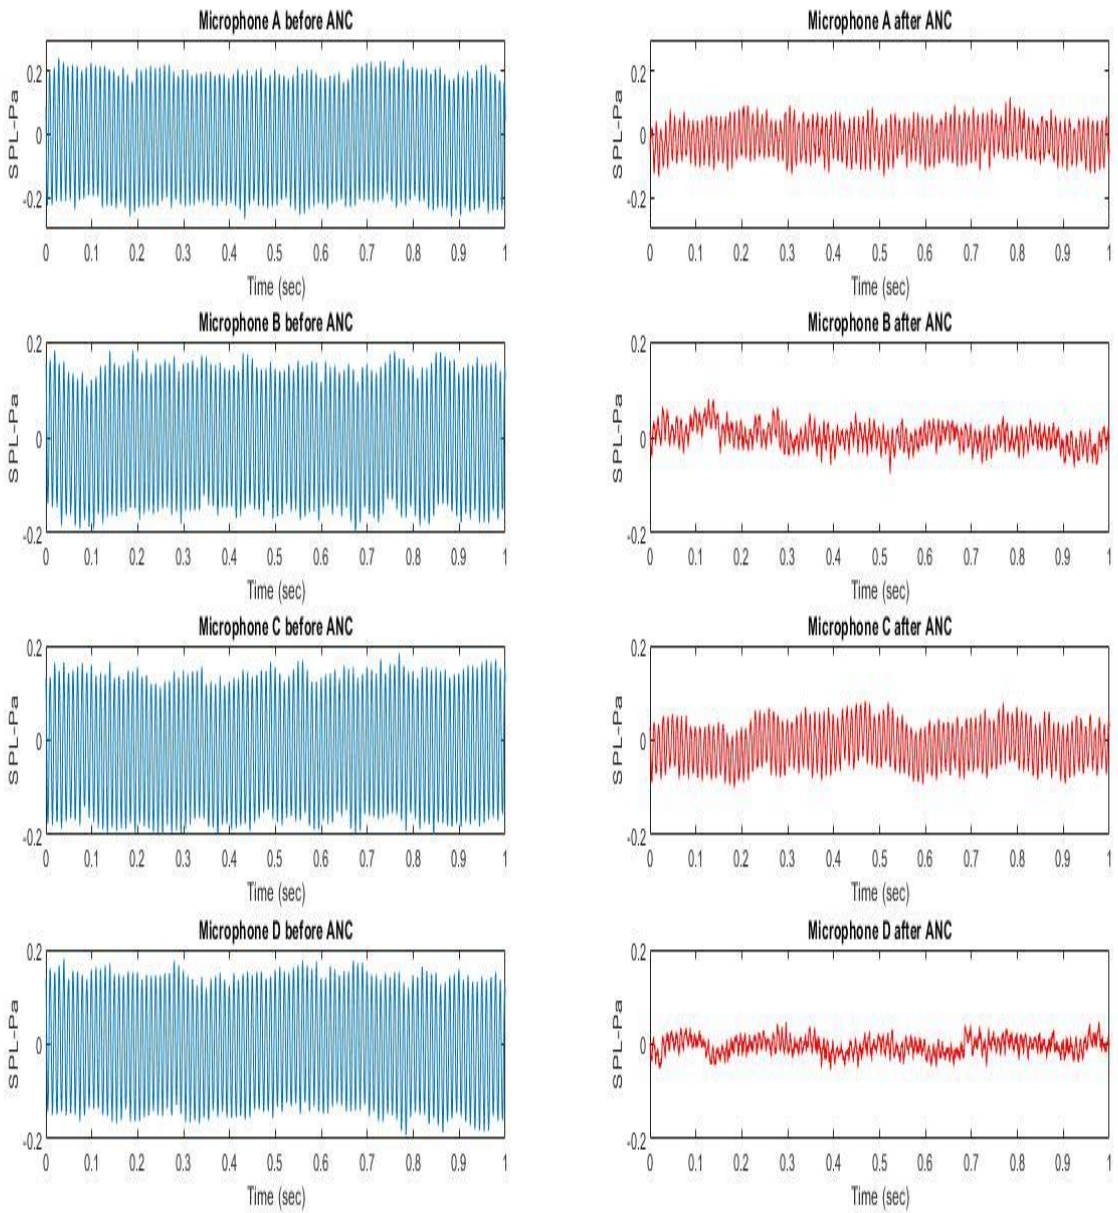 Microphone A before ANC
SPL-Pa
0.2
0
-0.2
0 0.1 0.2 0.3 0.4 0.5 0.6 0.7 0.8 0.9 1
Time (sec)
Microphone A after ANC
SPL-Pa
0.2
0
-0.2
0 0.1 0.2 0.3 0.4 0.5 0.6 0.7 0.8 0.9 1
Time (sec)
Microphone B before ANC
SPL-Pa
0.2
0
-0.2
0 0.1 0.2 0.3 0.4 0.5 0.6 0.7 0.8 0.9 1
Time (sec)
Microphone B after ANC
SPL-Pa
0.2
0
-0.2
0 0.1 0.2 0.3 0.4 0.5 0.6 0.7 0.8 0.9 1
Time (sec)
Microphone C before ANC
SPL-Pa
0.2
0
-0.2
0 0.1 0.2 0.3 0.4 0.5 0.6 0.7 0.8 0.9 1
Time (sec)
Microphone C after ANC
SPL-Pa
0.2
0
-0.2
0 0.1 0.2 0.3 0.4 0.5 0.6 0.7 0.8 0.9 1
Time (sec)
Microphone D before ANC
SPL-Pa
0.2
0
-0.2
0 0.1 0.2 0.3 0.4 0.5 0.6 0.7 0.8 0.9 1
Time (sec)
Microphone D after ANC
SPL-Pa
0.2
0
-0.2
0 0.1 0.2 0.3 0.4 0.5 0.6 0.7 0.8 0.9 1
Time (sec)